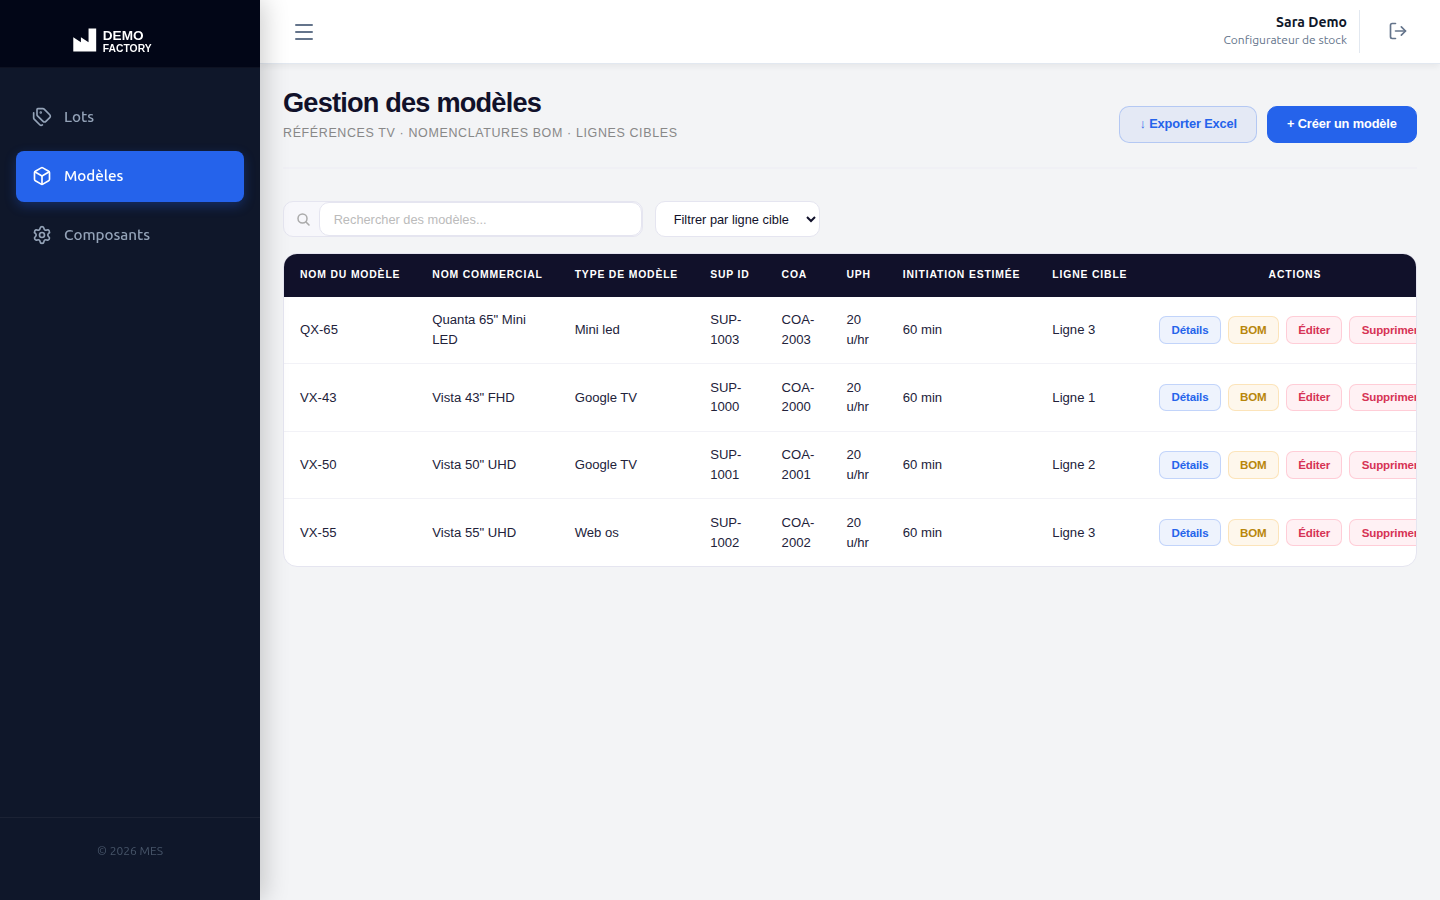 DEMO
FACTORY
Lots
Modèles
Composants
© 2026 MES
Sara Demo
Configurateur de stock
Gestion des modèles
RÉFÉRENCES TV · NOMENCLATURES BOM · LIGNES CIBLES
↓ Exporter Excel
+ Créer un modèle
Rechercher des modèles...
Filtrer par ligne cible
NOM DU MODÈLE NOM COMMERCIAL TYPE DE MODÈLE SUP ID COA UPH INITIATION ESTIMÉE LIGNE CIBLE ACTIONS
QX-65 Quanta 65" Mini LED Mini led SUP-1003 COA-2003 20 u/hr 60 min Ligne 3 Détails BOM Éditer Supprimer
VX-43 Vista 43" FHD Google TV SUP-1000 COA-2000 20 u/hr 60 min Ligne 1 Détails BOM Éditer Supprimer
VX-50 Vista 50" UHD Google TV SUP-1001 COA-2001 20 u/hr 60 min Ligne 2 Détails BOM Éditer Supprimer
VX-55 Vista 55" UHD Web os SUP-1002 COA-2002 20 u/hr 60 min Ligne 3 Détails BOM Éditer Supprimer